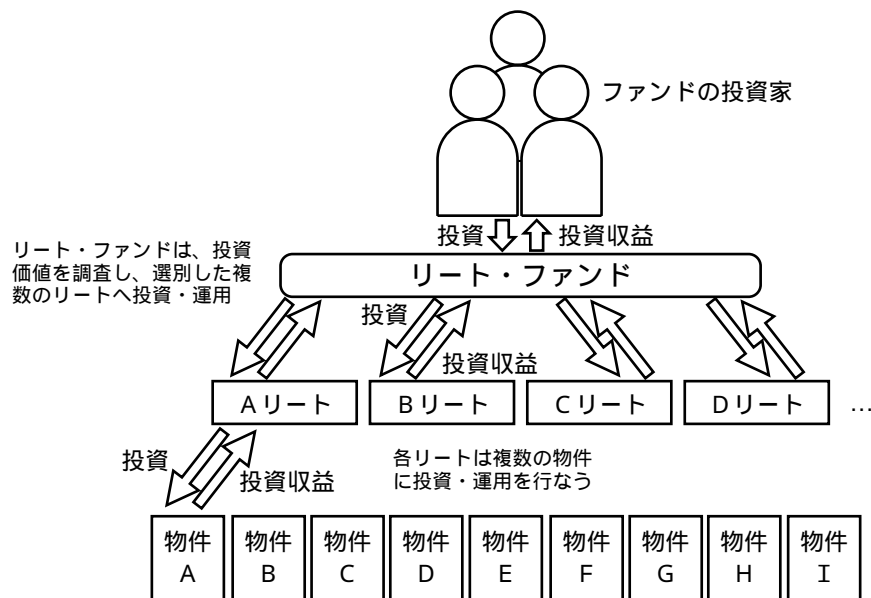 ファンドの投資家
投資
投資収益
リート・ファンドは、投資
価値を調査し、選別した複
数のリートへ投資・運用
リート・ファンド
投資
投資収益
Aリート
Bリート
Cリート
Dリート
…
投資
投資収益
各リートは複数の物件
に投資・運用を行なう
物件
A
物件
B
物件
C
物件
D
物件
E
物件
F
物件
G
物件
H
物件
I